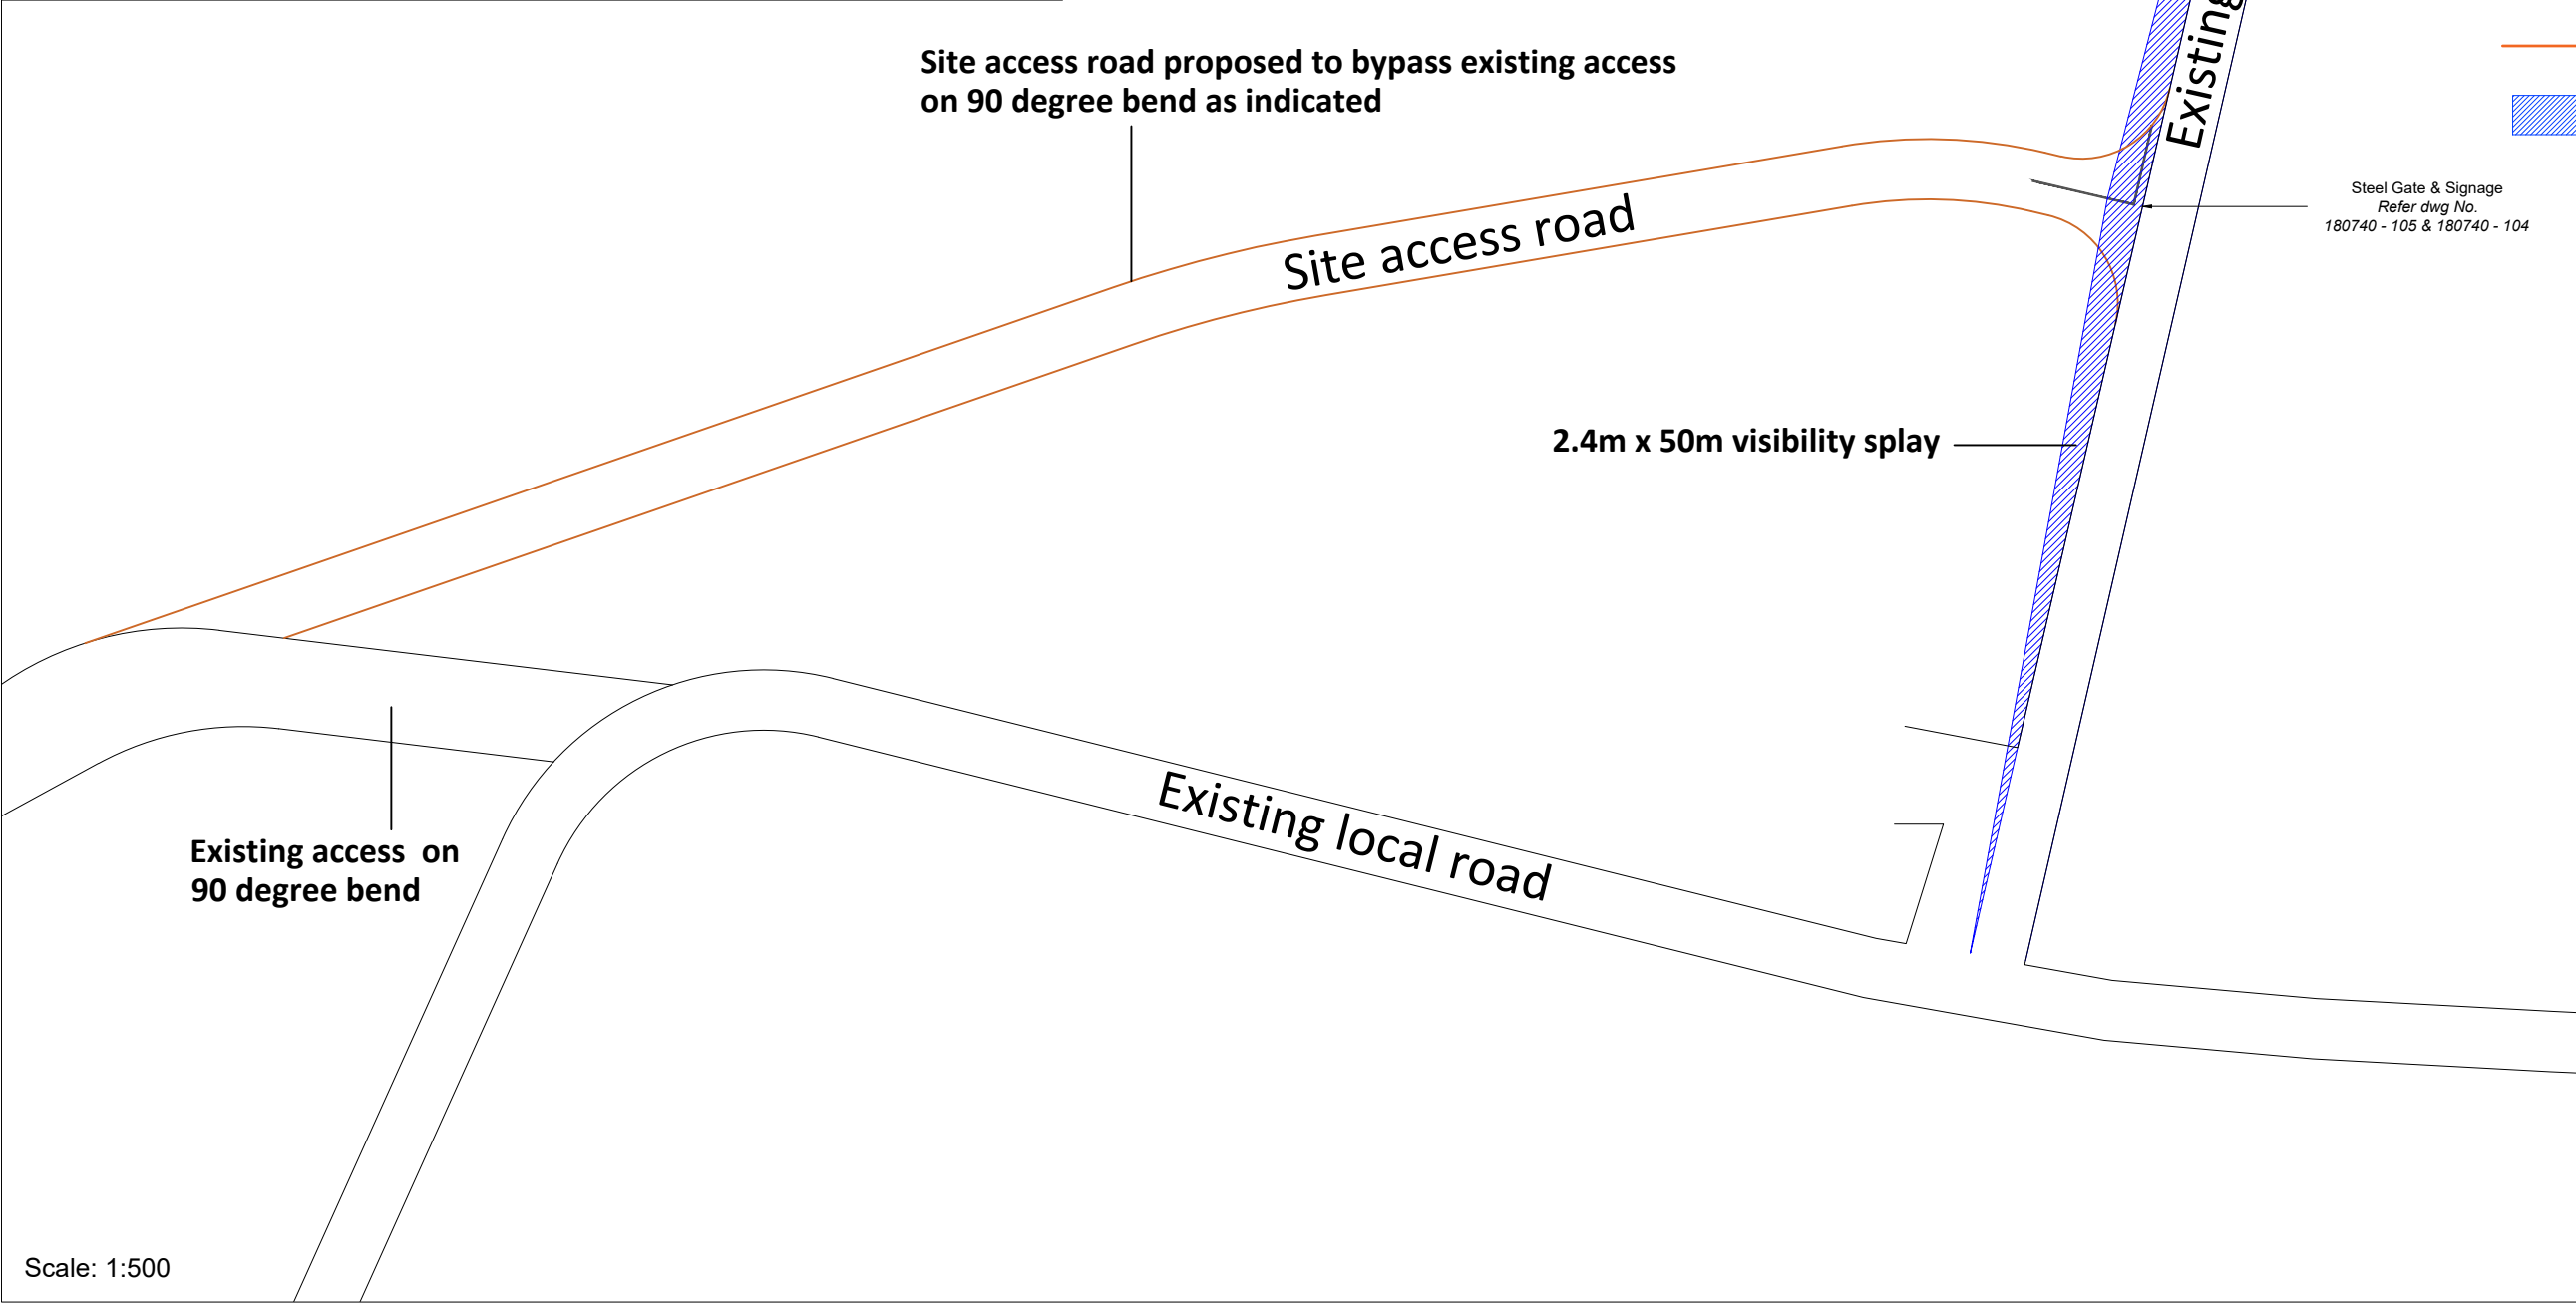 Site access road proposed to bypass existing access
on 90 degree bend as indicated
Existing
Steel Gate & Signage
Refer dwg No.
180740 - 105 & 180740 - 104
Site access road
2.4m x 50m visibility splay
Existing local road
Existing access on
90 degree bend
Scale: 1:500